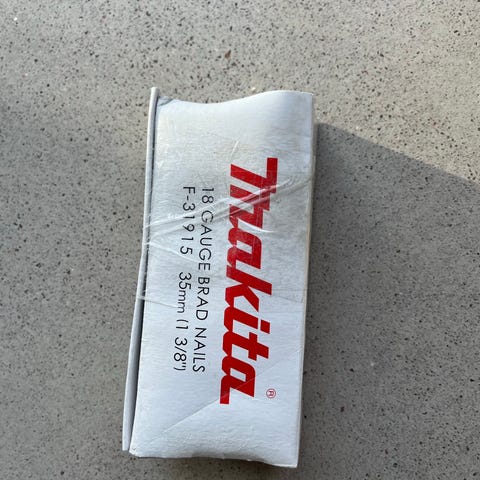 makita®
18 GAUGE BRAD NAILS
F-31915 35mm (1 3/8")